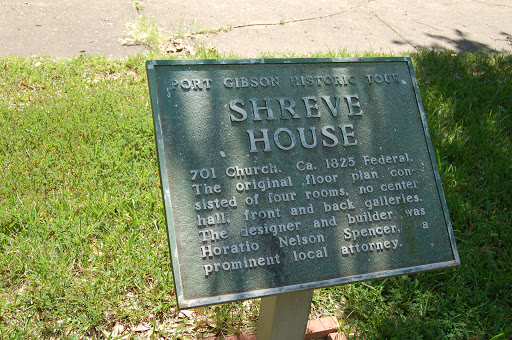 PORT GIBSON HISTORIC TOUR
SHREVE
HOUSE
701 Church. Ca. 1825 Federal.
The original floor plan con-
sisted of four rooms, no center
hall, front and back galleries.
The designer and builder was
Horatio Nelson Spencer, a
prominent local attorney.